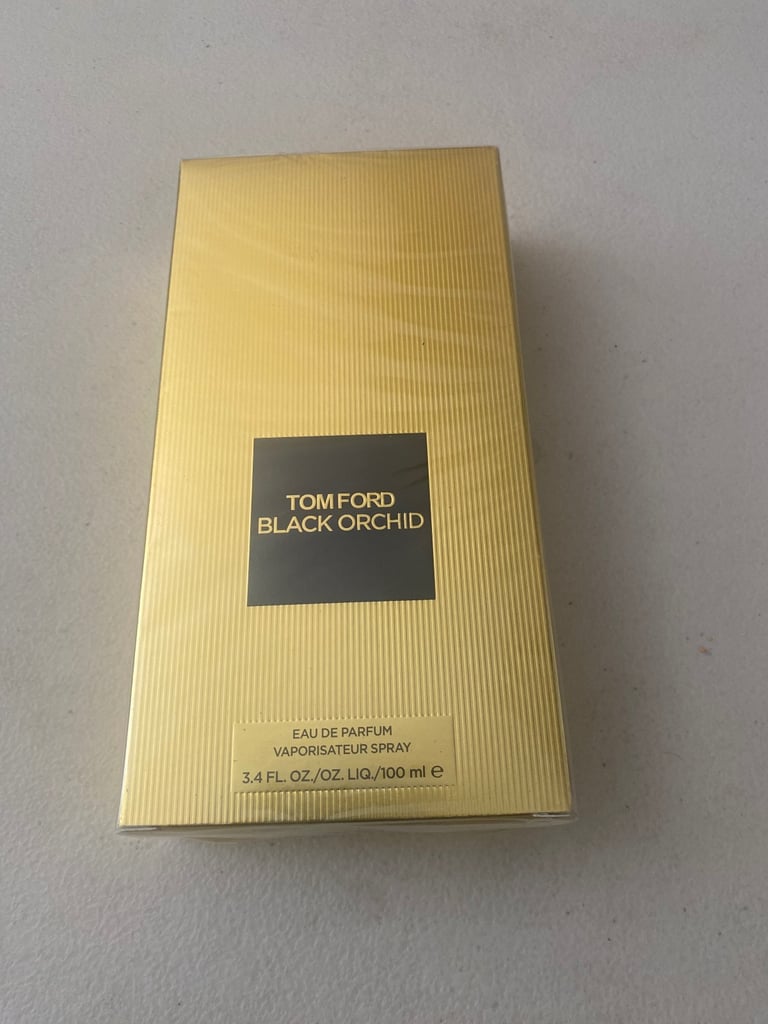 TOM FORD
BLACK ORCHID
EAU DE PARFUM
VAPORISATEUR SPRAY
3.4 FL. OZ./OZ. LIQ./100 ml ℮